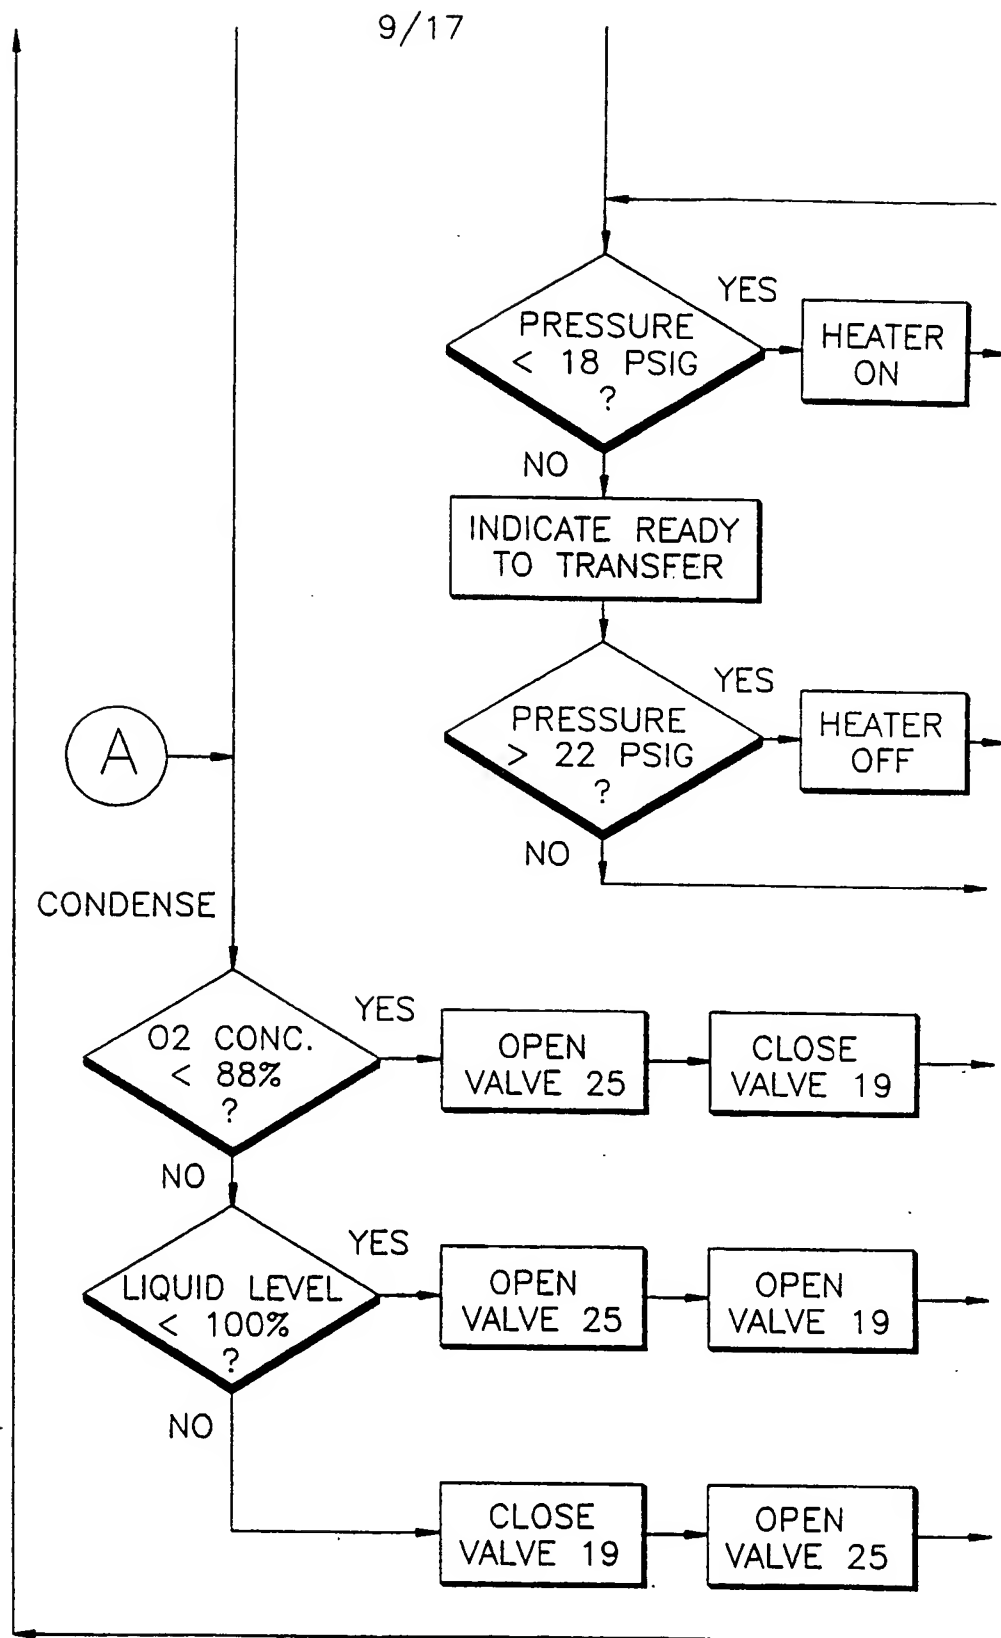 9/17
PRESSURE
< 18 PSIG
?
YES
HEATER
ON
NO
INDICATE READY
TO TRANSFER
PRESSURE
> 22 PSIG
?
YES
HEATER
OFF
NO
A
CONDENSE
O2 CONC.
< 88%
?
YES
OPEN
VALVE 25
CLOSE
VALVE 19
NO
LIQUID LEVEL
< 100%
?
YES
OPEN
VALVE 25
OPEN
VALVE 19
NO
CLOSE
VALVE 19
OPEN
VALVE 25